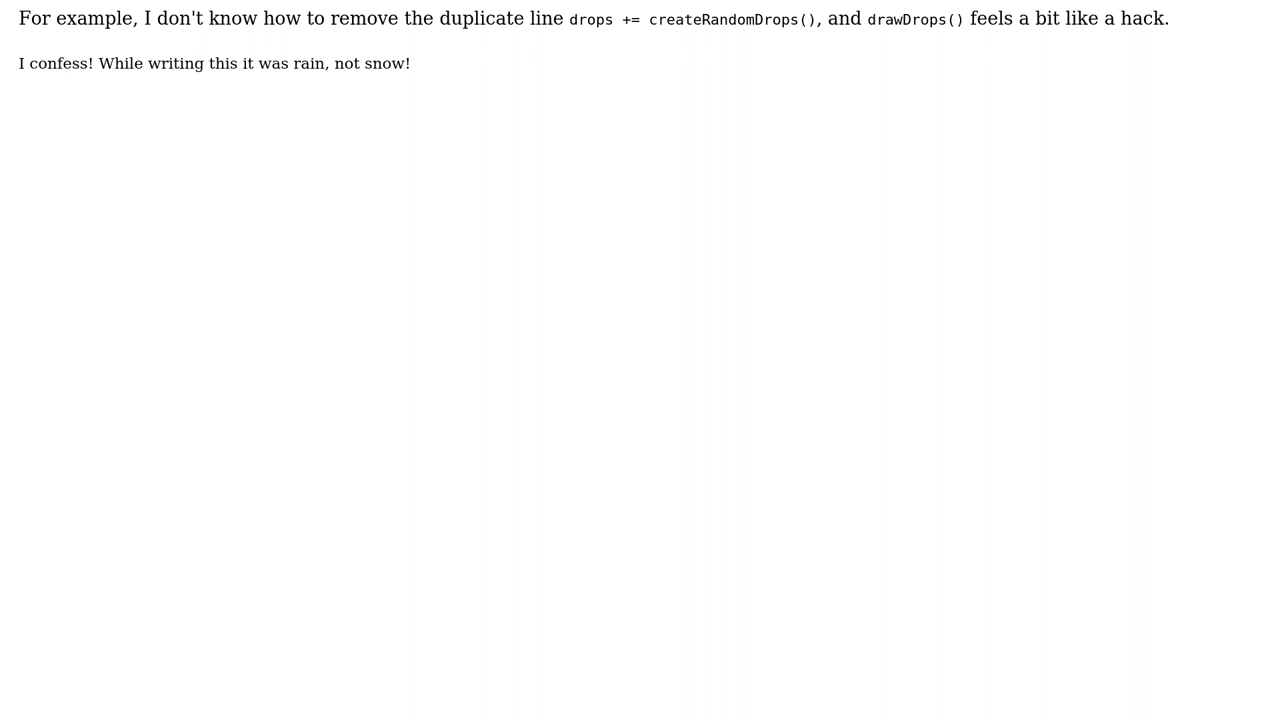 For example, I don't know how to remove the duplicate line drops += createRandomDrops(), and drawDrops() feels a bit like a hack.
I confess! While writing this it was rain, not snow!